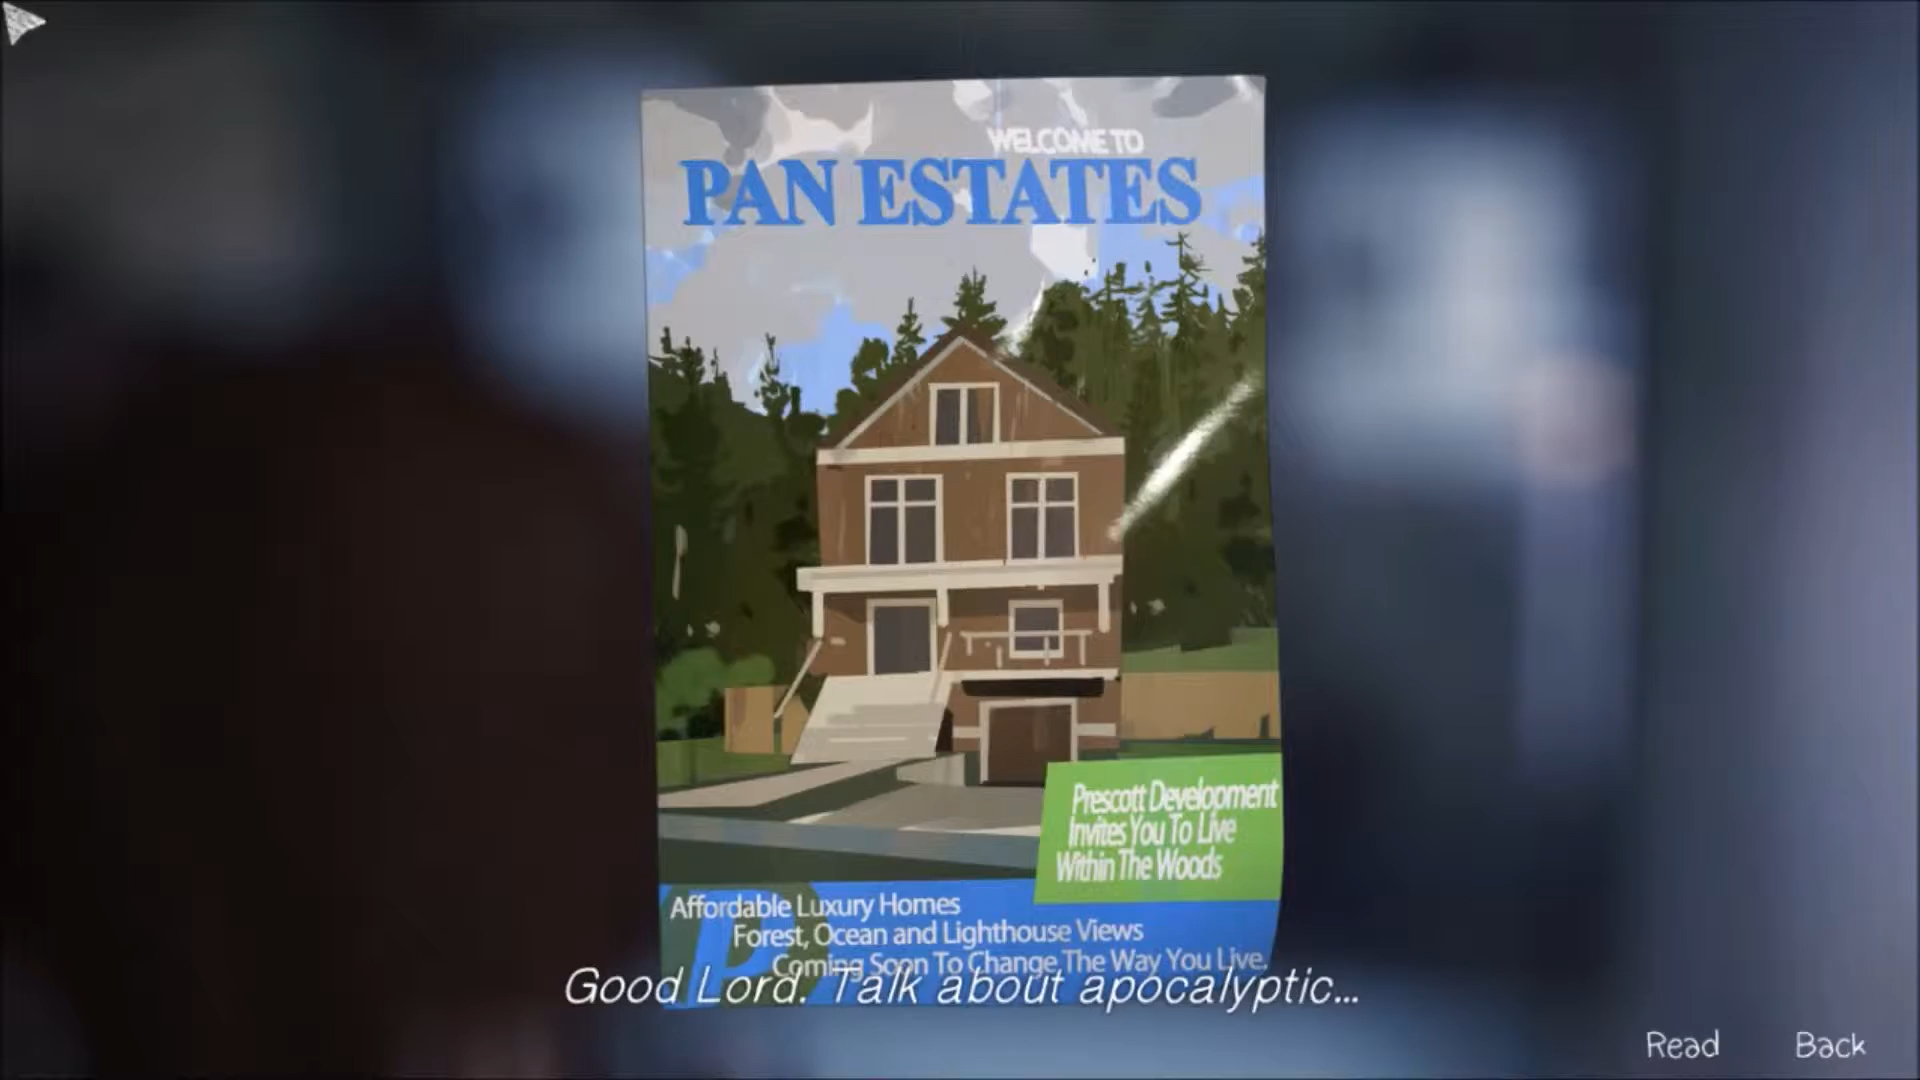 WELCOME TO
PAN ESTATES
Prescott Development
Invites You To Live
Within The Woods
Affordable Luxury Homes
Forest, Ocean and Lighthouse Views
Coming Soon To Change The Way You Live.
P
Good Lord. Talk about apocalyptic...
Read Back